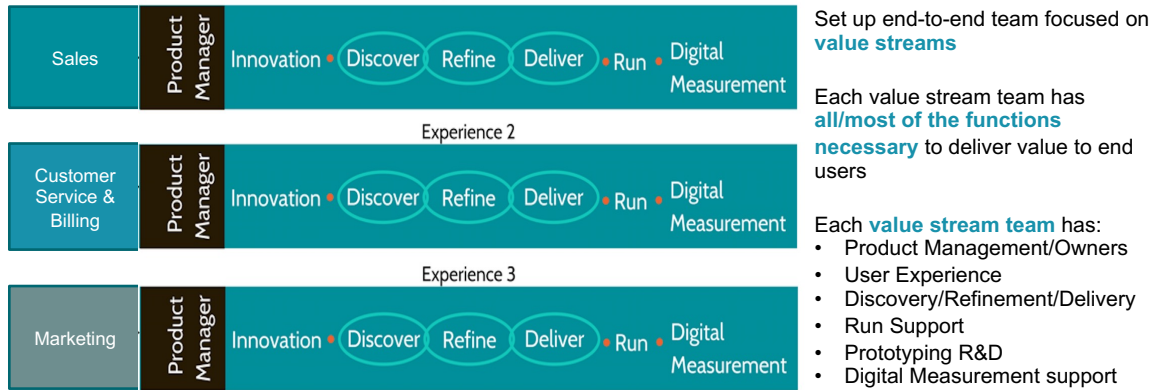 Sales
Product
Manager
Innovation • Discover Refine Deliver • Run • Digital
Measurement
Experience 2
Customer
Service &
Billing
Product
Manager
Innovation • Discover Refine Deliver • Run • Digital
Measurement
Experience 3
Marketing
Product
Manager
Innovation • Discover Refine Deliver • Run • Digital
Measurement
Set up end-to-end team focused on
value streams
Each value stream team has
all/most of the functions
necessary to deliver value to end
users
Each value stream team has:
• Product Management/Owners
• User Experience
• Discovery/Refinement/Delivery
• Run Support
• Prototyping R&D
• Digital Measurement support